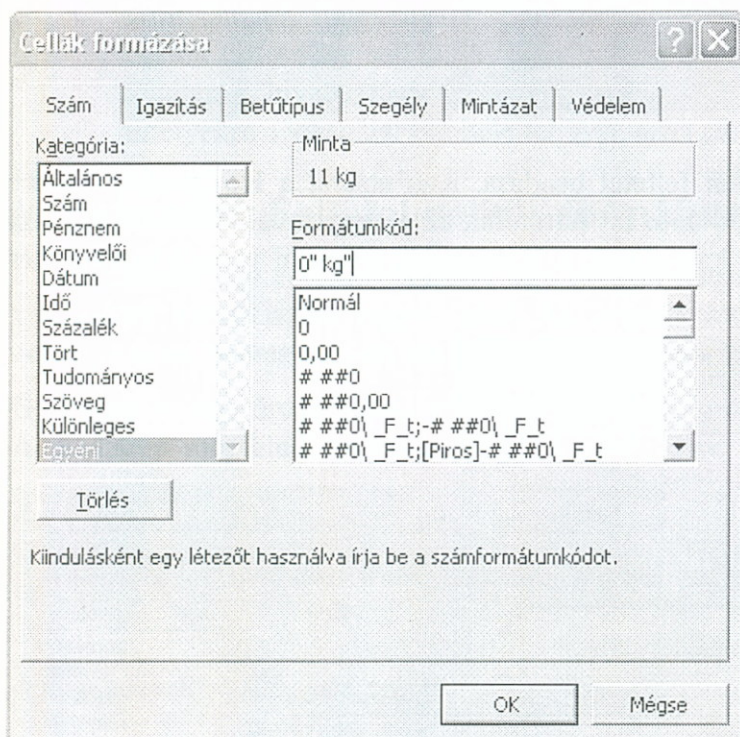 Cellák formázása
Szám Igazítás Betűtípus Szegély Mintázat Védelem
Kategória:
Általános
Szám
Pénznem
Könyvelői
Dátum
Idő
Százalék
Tört
Tudományos
Szöveg
Különleges
Egyéni
Minta
11 kg
Formátumkód:
0" kg"
Normál
0
0,00
# ##0
# ##0,00
# ##0\ _F_t;-# ##0\ _F_t
# ##0\ _F_t;[Piros]-# ##0\ _F_t
Törlés
Kiindulásként egy létezőt használva írja be a számformátumkódot.
OK Mégse